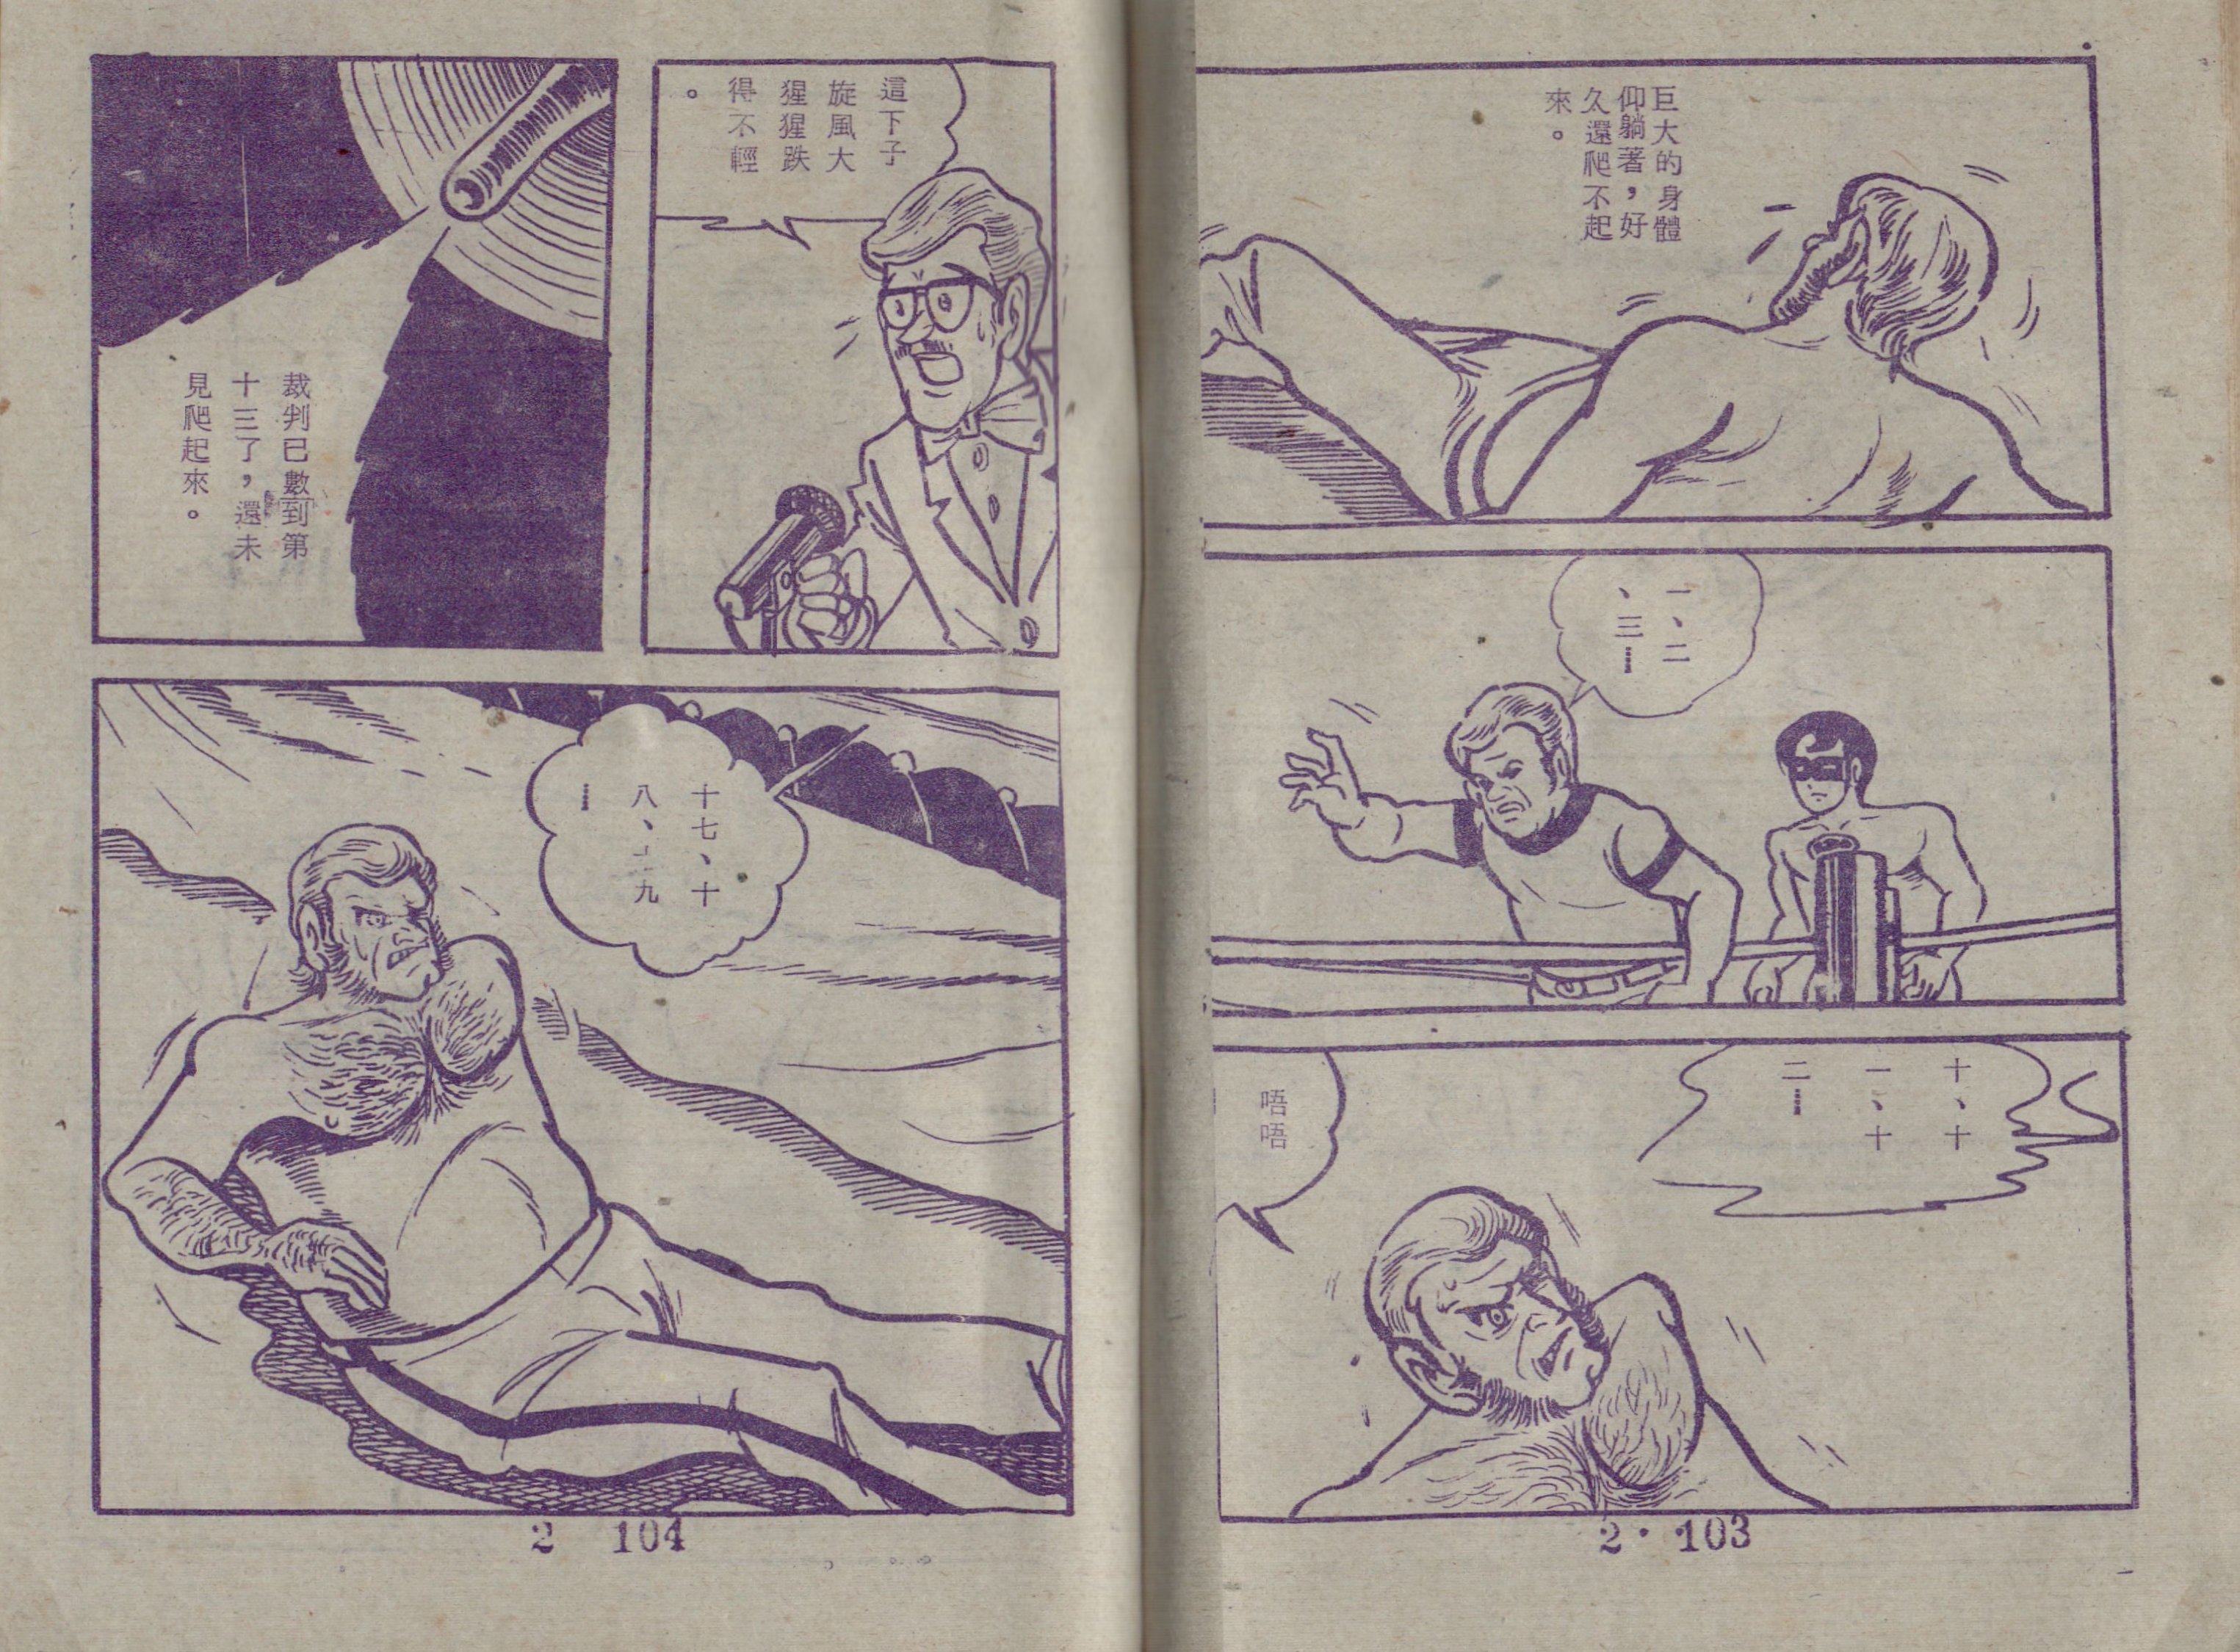 巨大的身體
仰躺著，好
久還爬不起
來。
一、二
、三……
十、十
一、十
二……
唔唔
2·103
這下子
旋風大
猩猩跌
得不輕
。
裁判已數到第
十三了，還未
見爬起來。
十七、十
八、十九
……
2 104